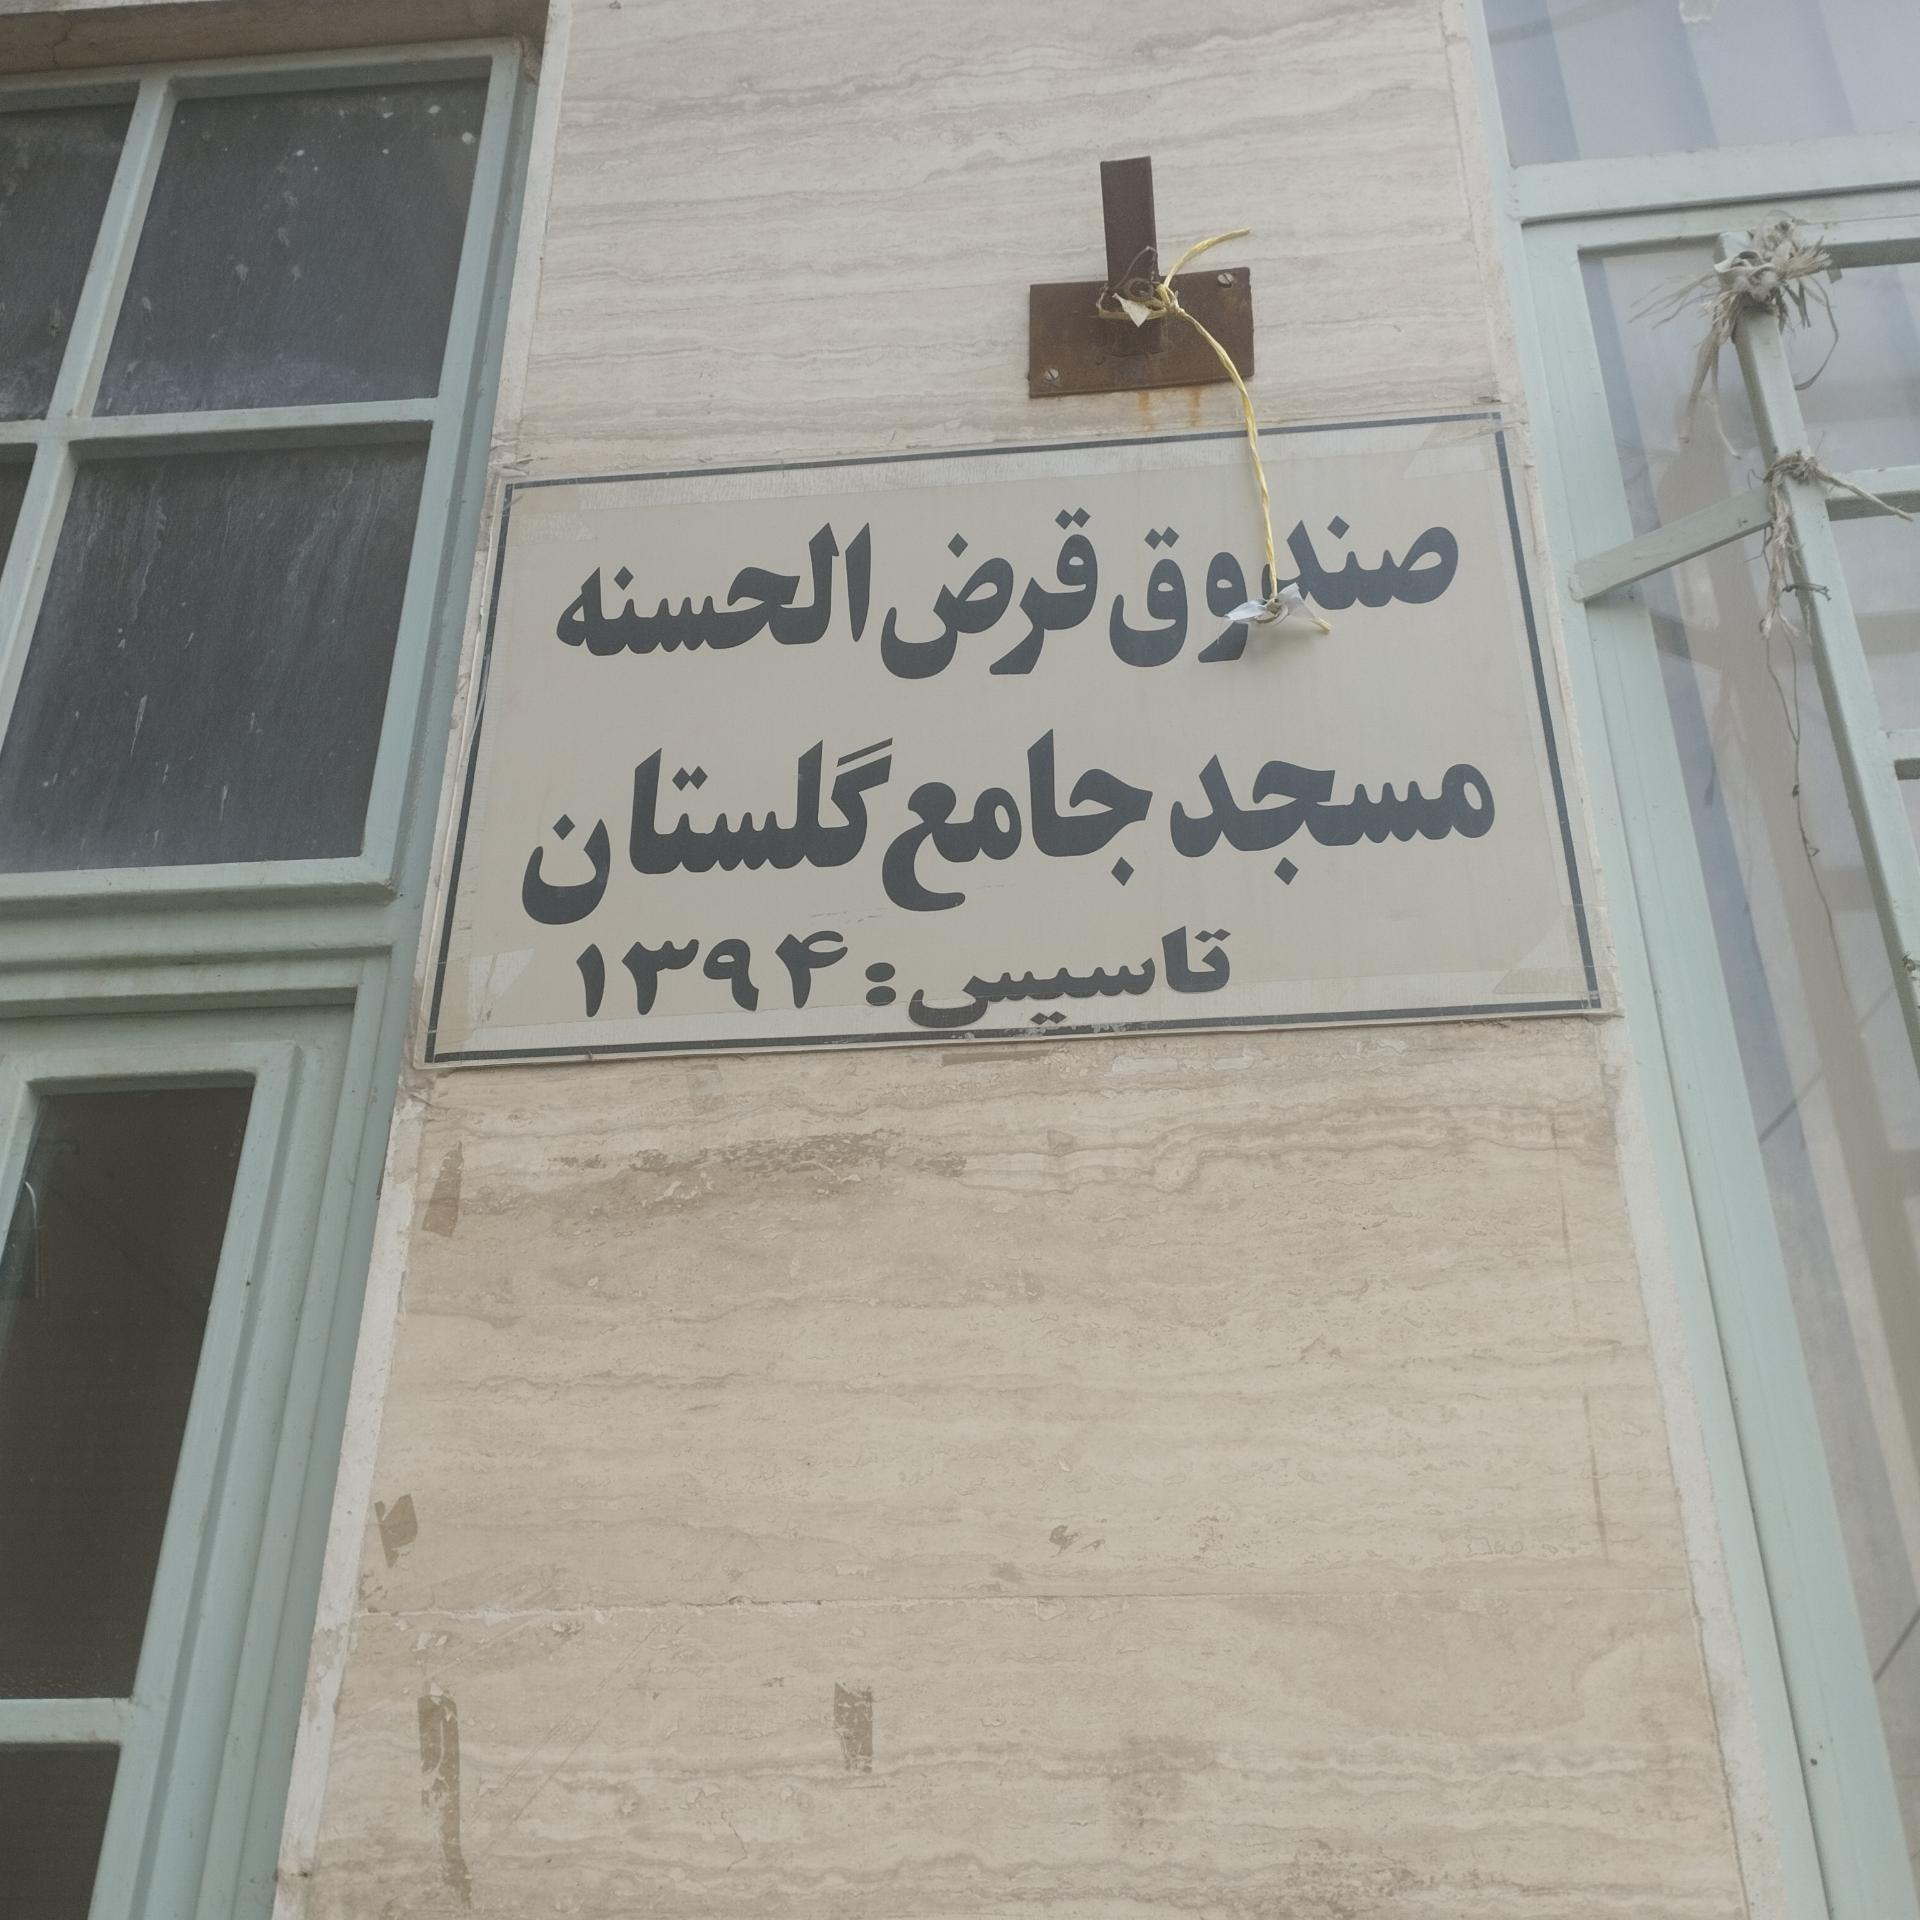 صندوق قرض الحسنه
مسجد جامع گلستان
تاسیس: ۱۳۹۴